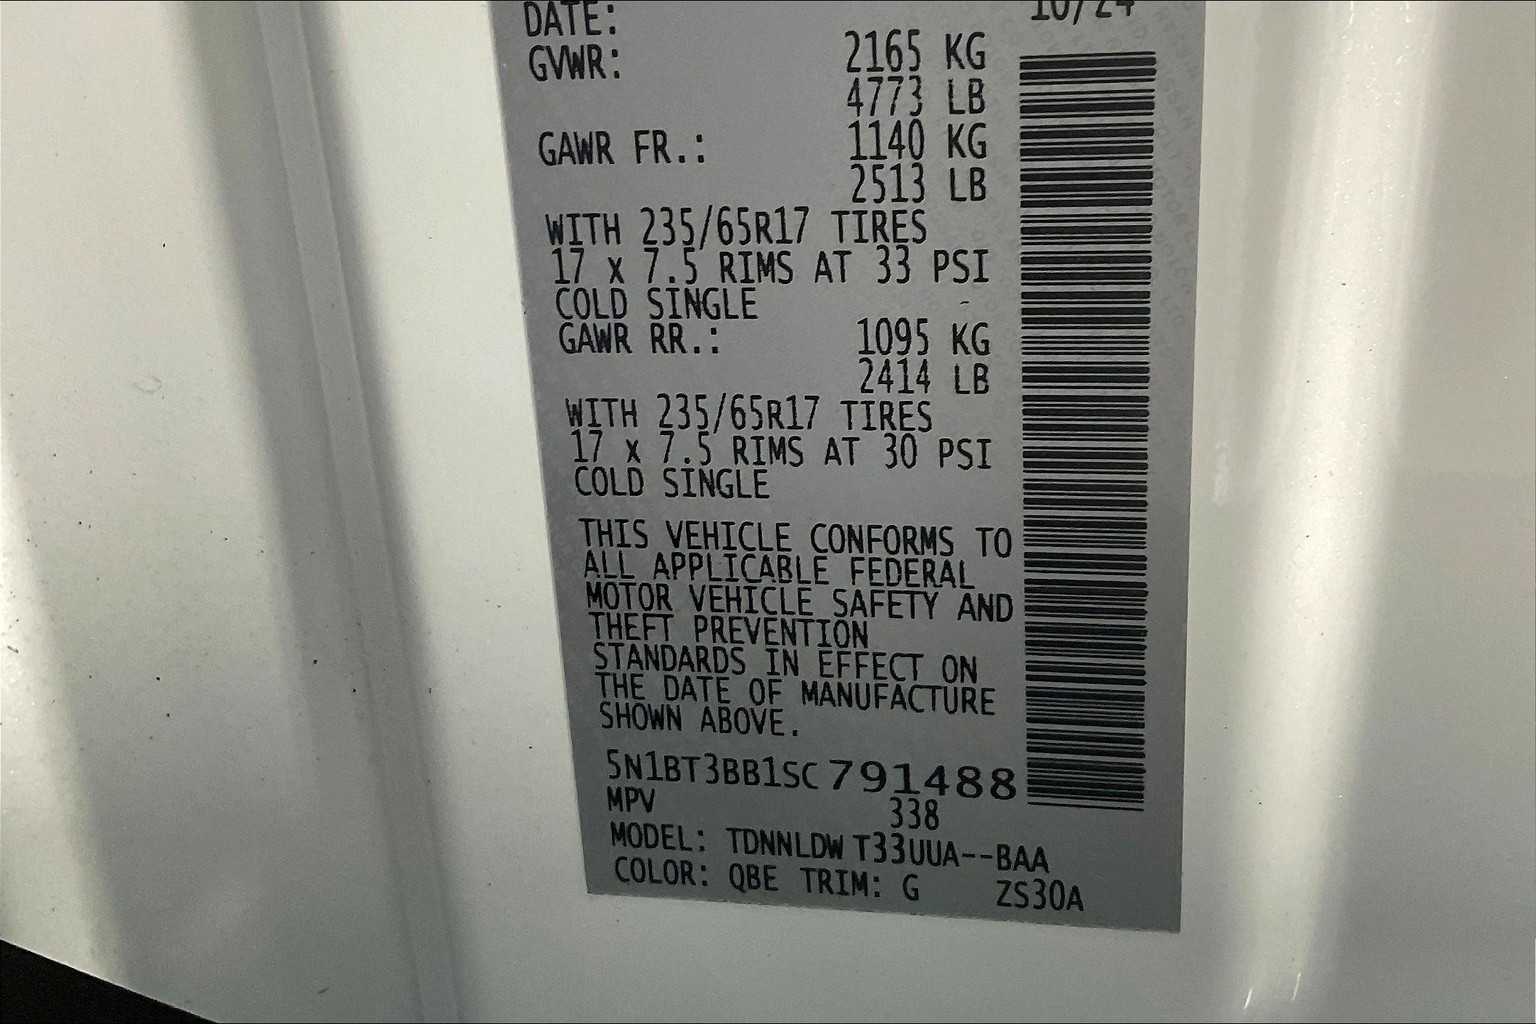 DATE: 10/24
GVWR: 2165 KG
4773 LB
GAWR FR.: 1140 KG
2513 LB
WITH 235/65R17 TIRES
17 x 7.5 RIMS AT 33 PSI
COLD SINGLE
GAWR RR.: 1095 KG
2414 LB
WITH 235/65R17 TIRES
17 x 7.5 RIMS AT 30 PSI
COLD SINGLE
THIS VEHICLE CONFORMS TO
ALL APPLICABLE FEDERAL
MOTOR VEHICLE SAFETY AND
THEFT PREVENTION
STANDARDS IN EFFECT ON
THE DATE OF MANUFACTURE
SHOWN ABOVE.
5N1BT3BB1SC791488
MPV 338
MODEL: TDNNLDW T33UUA--BAA
COLOR: QBE TRIM: G ZS30A